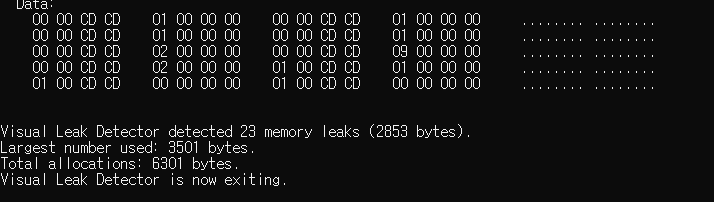 Data:
00 00 CD CD 01 00 00 00 00 00 CD CD 01 00 00 00 ........ ........
00 00 CD CD 01 00 00 00 00 00 CD CD 00 00 00 00 ........ ........
00 00 CD CD 02 00 00 00 00 00 CD CD 09 00 00 00 ........ ........
00 00 CD CD 02 00 00 00 01 00 CD CD 01 00 00 00 ........ ........
01 00 CD CD 00 00 00 00 01 00 CD CD 00 00 00 00 ........ ........
Visual Leak Detector detected 23 memory leaks (2853 bytes).
Largest number used: 3501 bytes.
Total allocations: 6301 bytes.
Visual Leak Detector is now exiting.